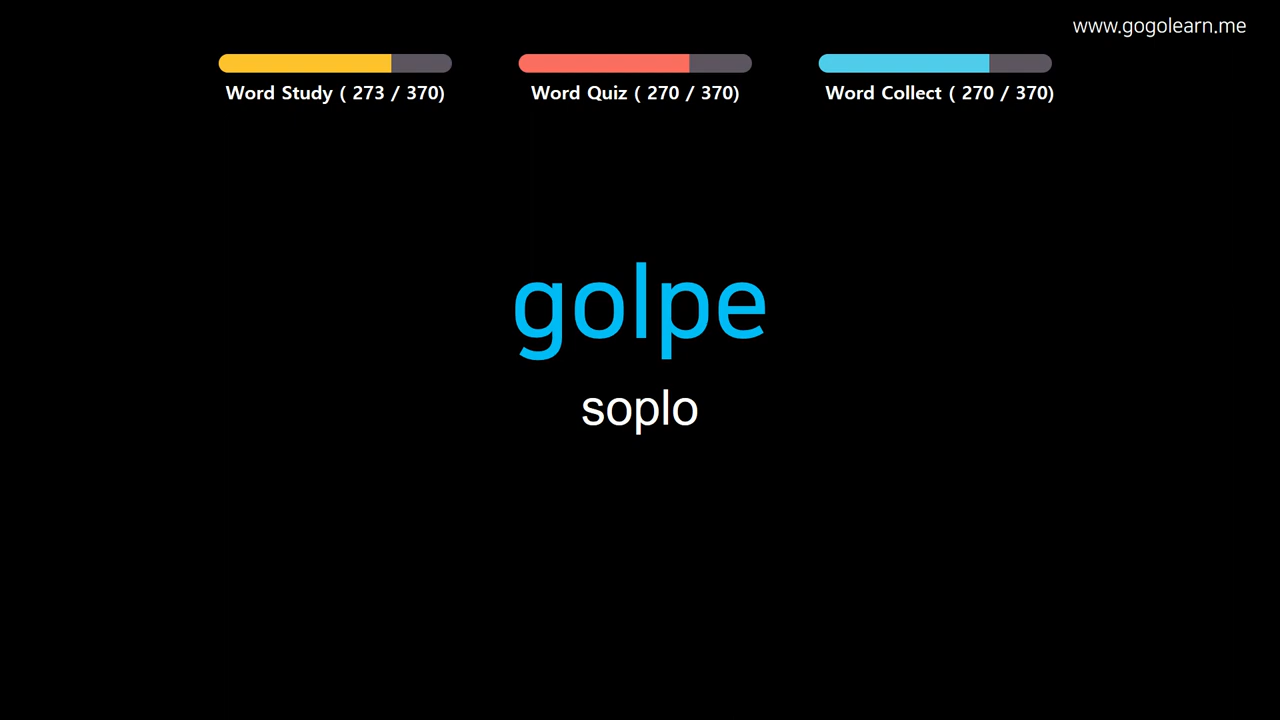 www.gogolearn.me
Word Study ( 273 / 370)
Word Quiz ( 270 / 370)
Word Collect ( 270 / 370)
golpe
soplo